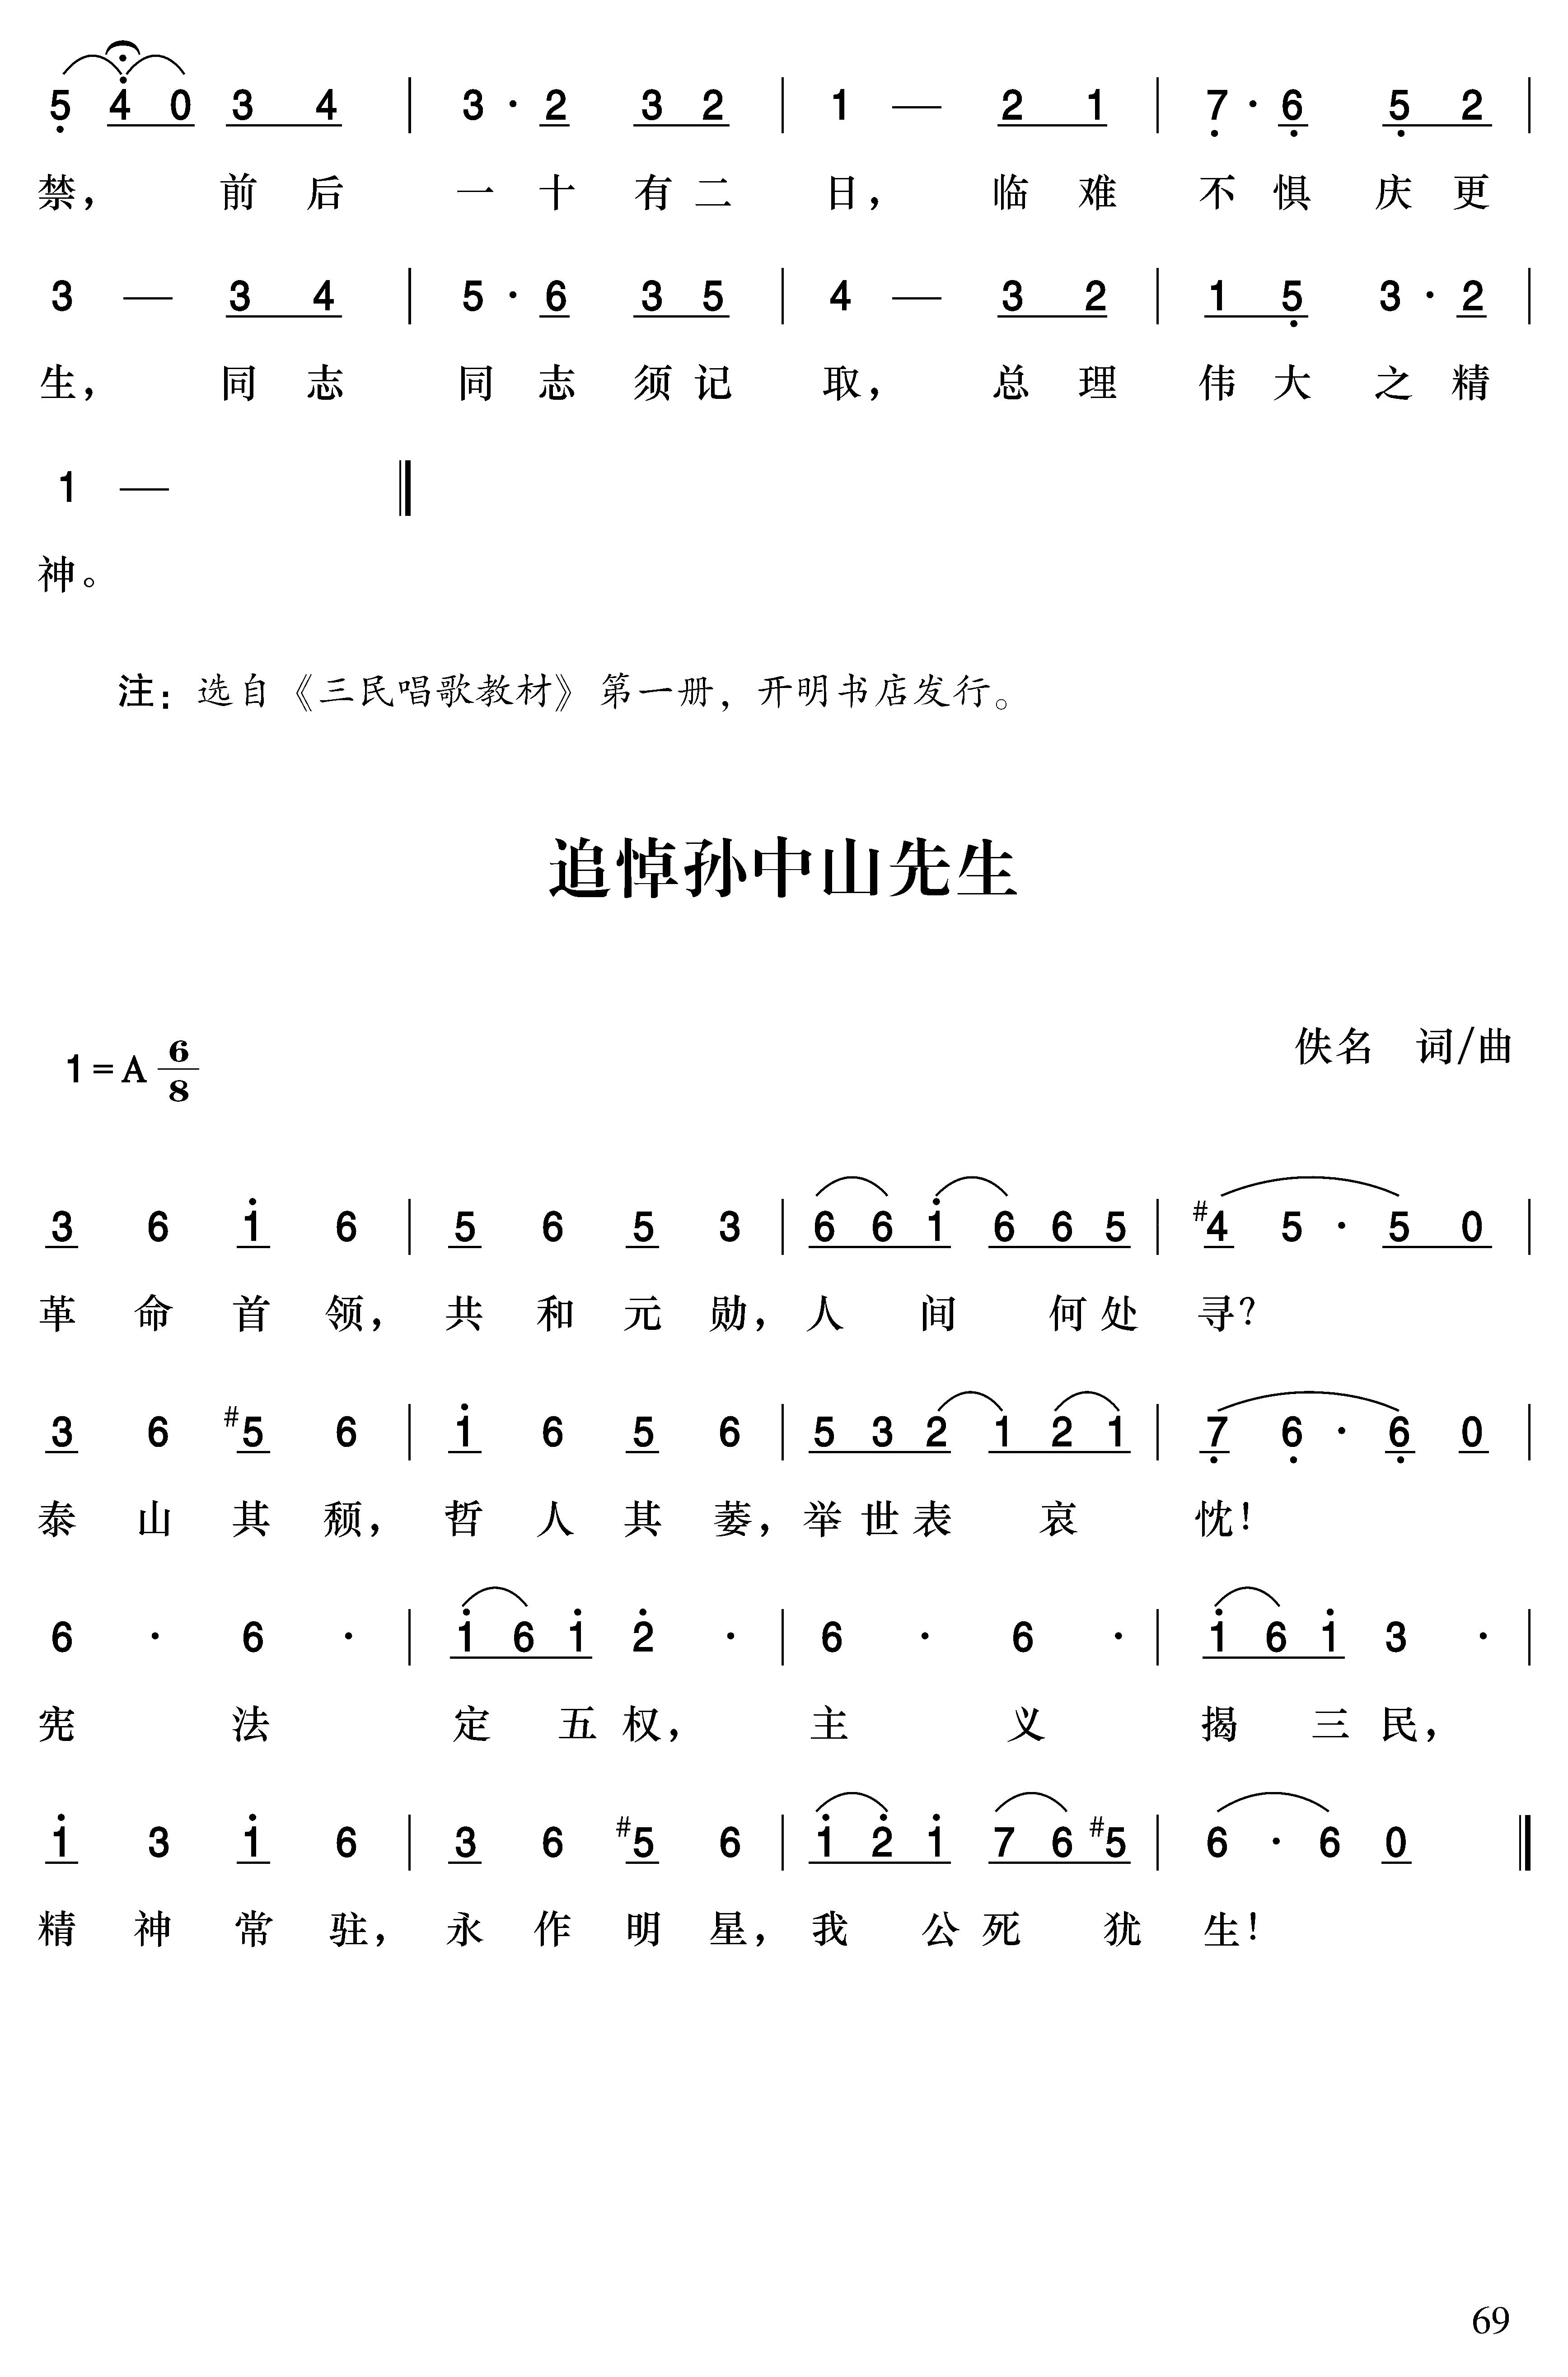 5 4 0 3 4 | 3 · 2 3 2 | 1 — 2 1 | 7 · 6 5 2 |
禁， 前 后 一 十 有 二 日， 临 难 不 惧 庆 更
3 — 3 4 | 5 · 6 3 5 | 4 — 3 2 | 1 5 3 · 2 |
生， 同 志 同 志 须 记 取， 总 理 伟 大 之 精
1 — ‖
神。
注：选自《三民唱歌教材》第一册，开明书店发行。
追悼孙中山先生
佚名 词/曲
1=A 6/8
3 6 i 6 | 5 6 5 3 | 6 6 i 6 6 5 | #4 5 · 5 0 |
革 命 首 领， 共 和 元 勋， 人 间 何 处 寻？
3 6 #5 6 | i 6 5 6 | 5 3 2 1 2 1 | 7 6 · 6 0 |
泰 山 其 颓， 哲 人 其 萎， 举 世 表 哀 忱！
6 · 6 · | i 6 i 2 · | 6 · 6 · | i 6 i 3 · |
宪 法 定 五 权， 主 义 揭 三 民，
i 3 i 6 | 3 6 #5 6 | i 2 i 7 6 #5 | 6 · 6 0 ‖
精 神 常 驻， 永 作 明 星， 我 公 死 犹 生！
69